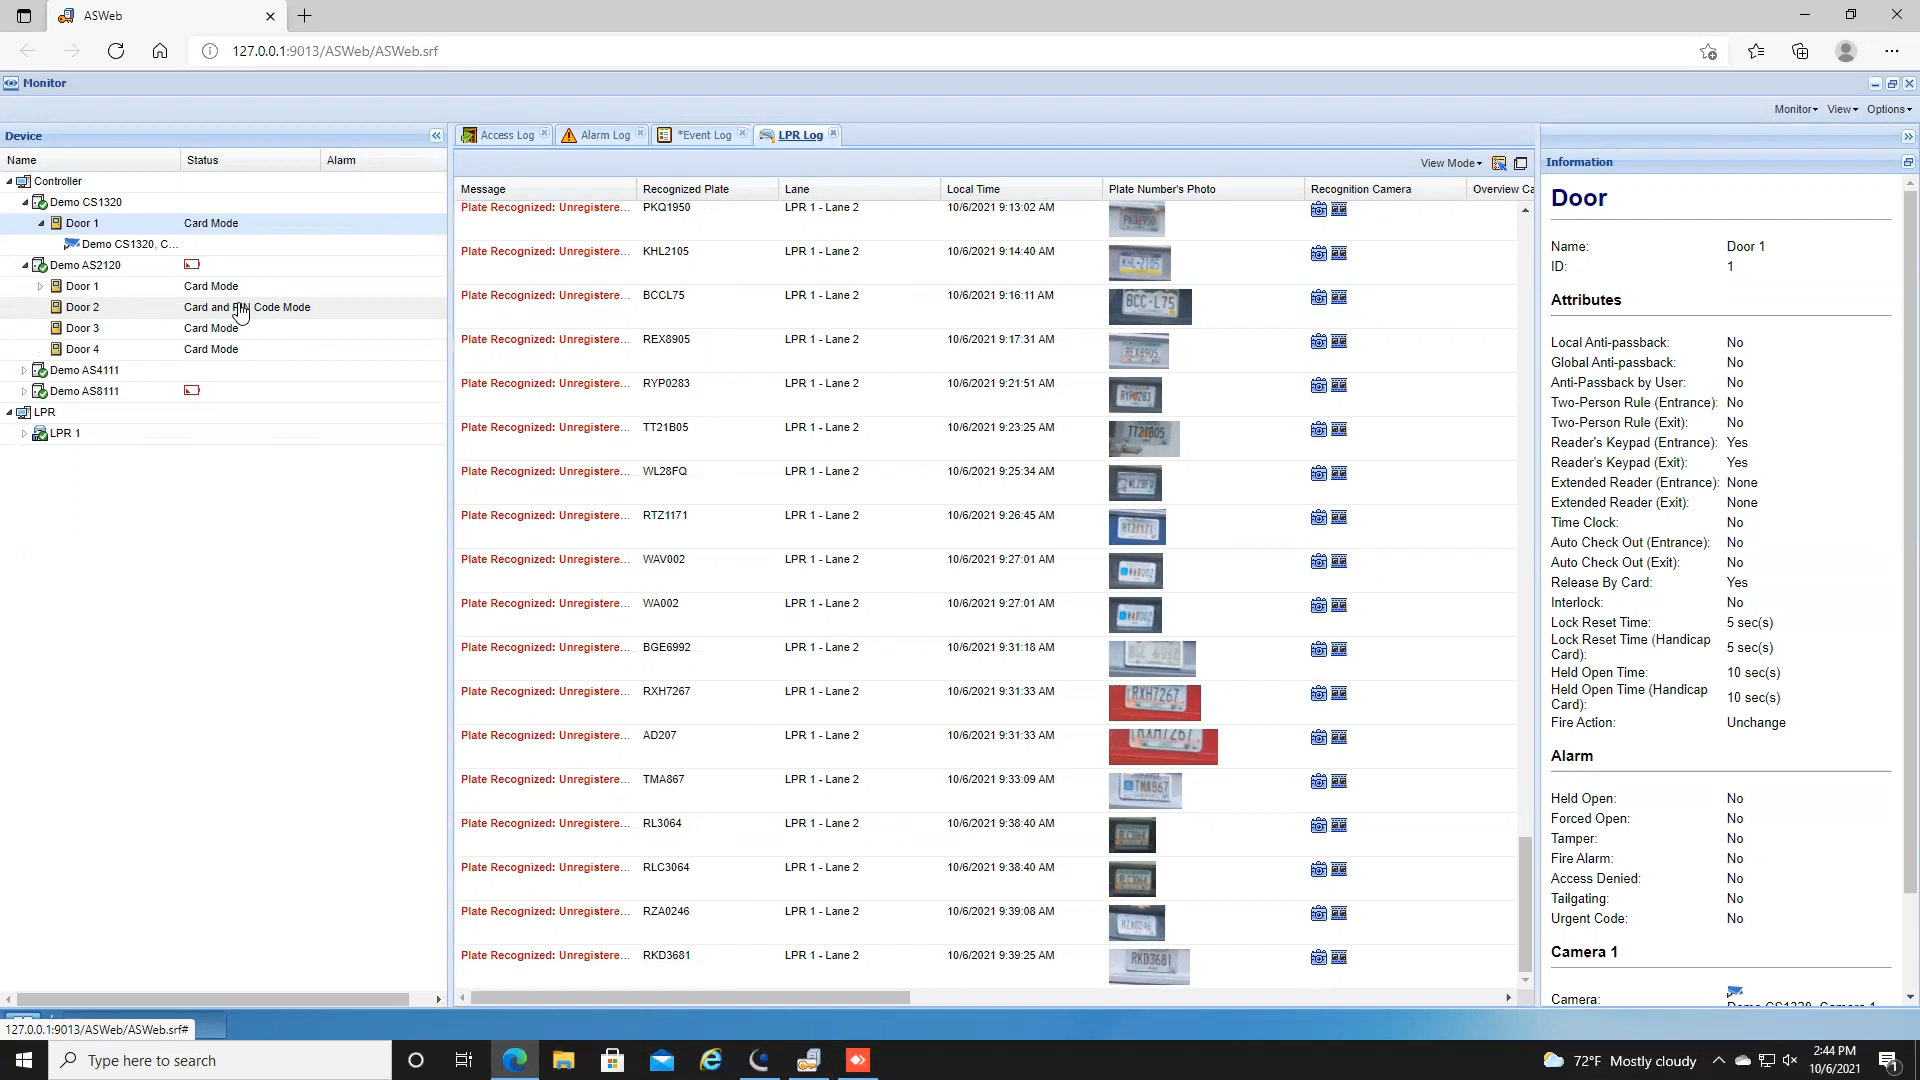 ASWeb
127.0.0.1:9013/ASWeb/ASWeb.srf
Monitor
Monitor View Options
Device
Name Status Alarm
Controller
Demo CS1320
Door 1 Card Mode
Demo CS1320, C...
Demo AS2120
Door 1 Card Mode
Door 2 Card and PIN Code Mode
Door 3 Card Mode
Door 4 Card Mode
Demo AS4111
Demo AS8111
LPR
LPR 1
Access Log Alarm Log *Event Log LPR Log
View Mode
Message Recognized Plate Lane Local Time Plate Number's Photo Recognition Camera Overview Ca
Plate Recognized: Unregistere... PKQ1950 LPR 1 - Lane 2 10/6/2021 9:13:02 AM
Plate Recognized: Unregistere... KHL2105 LPR 1 - Lane 2 10/6/2021 9:14:40 AM
Plate Recognized: Unregistere... BCCL75 LPR 1 - Lane 2 10/6/2021 9:16:11 AM BCC-L75
Plate Recognized: Unregistere... REX8905 LPR 1 - Lane 2 10/6/2021 9:17:31 AM REX8905
Plate Recognized: Unregistere... RYP0283 LPR 1 - Lane 2 10/6/2021 9:21:51 AM
Plate Recognized: Unregistere... TT21B05 LPR 1 - Lane 2 10/6/2021 9:23:25 AM
Plate Recognized: Unregistere... WL28FQ LPR 1 - Lane 2 10/6/2021 9:25:34 AM
Plate Recognized: Unregistere... RTZ1171 LPR 1 - Lane 2 10/6/2021 9:26:45 AM
Plate Recognized: Unregistere... WAV002 LPR 1 - Lane 2 10/6/2021 9:27:01 AM
Plate Recognized: Unregistere... WA002 LPR 1 - Lane 2 10/6/2021 9:27:01 AM
Plate Recognized: Unregistere... BGE6992 LPR 1 - Lane 2 10/6/2021 9:31:18 AM
Plate Recognized: Unregistere... RXH7267 LPR 1 - Lane 2 10/6/2021 9:31:33 AM RXH7267
Plate Recognized: Unregistere... AD207 LPR 1 - Lane 2 10/6/2021 9:31:33 AM RXH7267
Plate Recognized: Unregistere... TMA867 LPR 1 - Lane 2 10/6/2021 9:33:09 AM TMA867
Plate Recognized: Unregistere... RL3064 LPR 1 - Lane 2 10/6/2021 9:38:40 AM
Plate Recognized: Unregistere... RLC3064 LPR 1 - Lane 2 10/6/2021 9:38:40 AM
Plate Recognized: Unregistere... RZA0246 LPR 1 - Lane 2 10/6/2021 9:39:08 AM RZA0246
Plate Recognized: Unregistere... RKD3681 LPR 1 - Lane 2 10/6/2021 9:39:25 AM RKD3681
Information
Door
Name: Door 1
ID: 1
Attributes
Local Anti-passback: No
Global Anti-passback: No
Anti-Passback by User: No
Two-Person Rule (Entrance): No
Two-Person Rule (Exit): No
Reader's Keypad (Entrance): Yes
Reader's Keypad (Exit): Yes
Extended Reader (Entrance): None
Extended Reader (Exit): None
Time Clock: No
Auto Check Out (Entrance): No
Auto Check Out (Exit): No
Release By Card: Yes
Interlock: No
Lock Reset Time: 5 sec(s)
Lock Reset Time (Handicap
Card): 5 sec(s)
Held Open Time: 10 sec(s)
Held Open Time (Handicap
Card): 10 sec(s)
Fire Action: Unchange
Alarm
Held Open: No
Forced Open: No
Tamper: No
Fire Alarm: No
Access Denied: No
Tailgating: No
Urgent Code: No
Camera 1
Camera:
Demo CS1320, Camera 1
127.0.0.1:9013/ASWeb/ASWeb.srf#
Type here to search
72°F Mostly cloudy
2:44 PM
10/6/2021
1